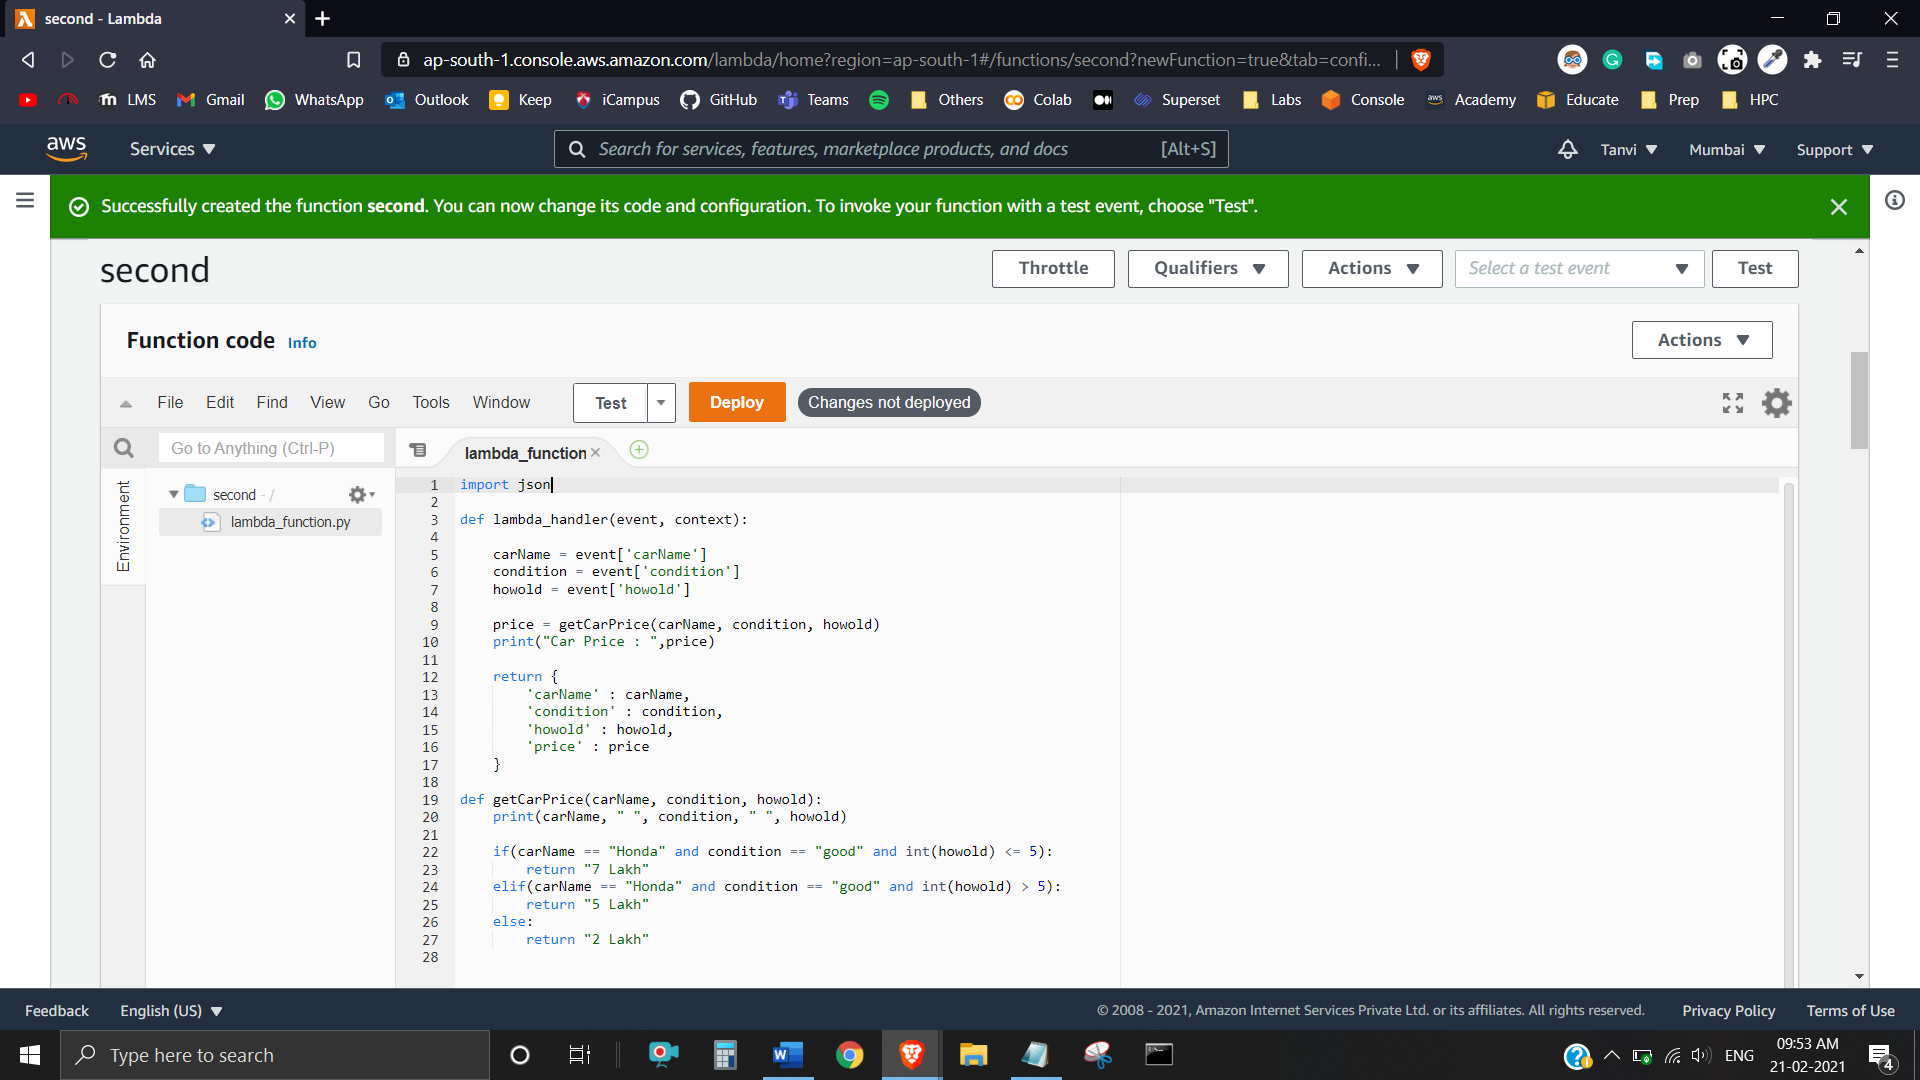 second - Lambda
ap-south-1.console.aws.amazon.com/lambda/home?region=ap-south-1#/functions/second?newFunction=true&tab=confi...
LMS Gmail WhatsApp Outlook Keep iCampus GitHub Teams Others Colab Superset Labs Console aws Academy Educate Prep HPC
aws Services Search for services, features, marketplace products, and docs [Alt+S] Tanvi Mumbai Support
Successfully created the function second. You can now change its code and configuration. To invoke your function with a test event, choose "Test".
second Throttle Qualifiers Actions Select a test event Test
Function code Info Actions
File Edit Find View Go Tools Window Test Deploy Changes not deployed
Go to Anything (Ctrl-P) lambda_function
Environment
second - /
lambda_function.py
1 import json
2
3 def lambda_handler(event, context):
4
5     carName = event['carName']
6     condition = event['condition']
7     howold = event['howold']
8
9     price = getCarPrice(carName, condition, howold)
10     print("Car Price : ",price)
11
12     return {
13         'carName' : carName,
14         'condition' : condition,
15         'howold' : howold,
16         'price' : price
17     }
18
19 def getCarPrice(carName, condition, howold):
20     print(carName, " ", condition, " ", howold)
21
22     if(carName == "Honda" and condition == "good" and int(howold) <= 5):
23         return "7 Lakh"
24     elif(carName == "Honda" and condition == "good" and int(howold) > 5):
25         return "5 Lakh"
26     else:
27         return "2 Lakh"
28
Feedback English (US) © 2008 - 2021, Amazon Internet Services Private Ltd. or its affiliates. All rights reserved. Privacy Policy Terms of Use
Type here to search ENG 09:53 AM
21-02-2021 4